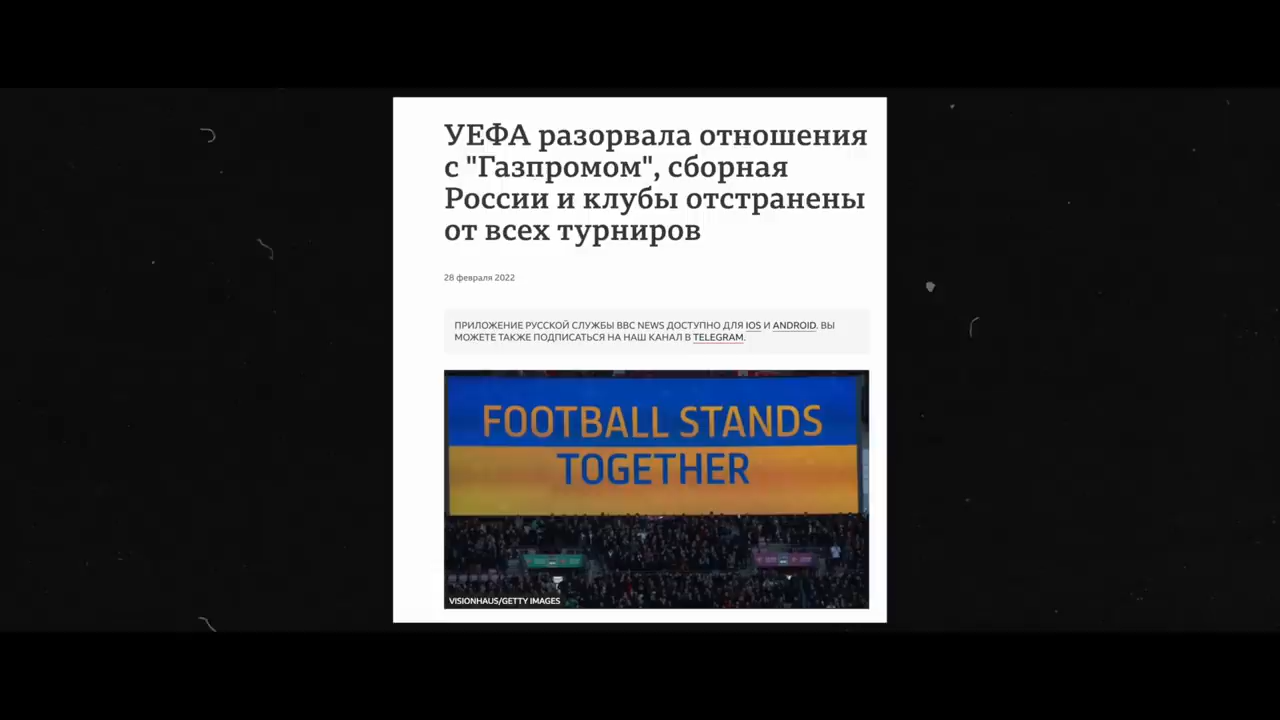 УЕФА разорвала отношения
с "Газпромом", сборная
России и клубы отстранены
от всех турниров
28 февраля 2022
ПРИЛОЖЕНИЕ РУССКОЙ СЛУЖБЫ BBC NEWS ДОСТУПНО ДЛЯ IOS И ANDROID. ВЫ
МОЖЕТЕ ТАКЖЕ ПОДПИСАТЬСЯ НА НАШ КАНАЛ В TELEGRAM.
FOOTBALL STANDS
TOGETHER
VISIONHAUS/GETTY IMAGES